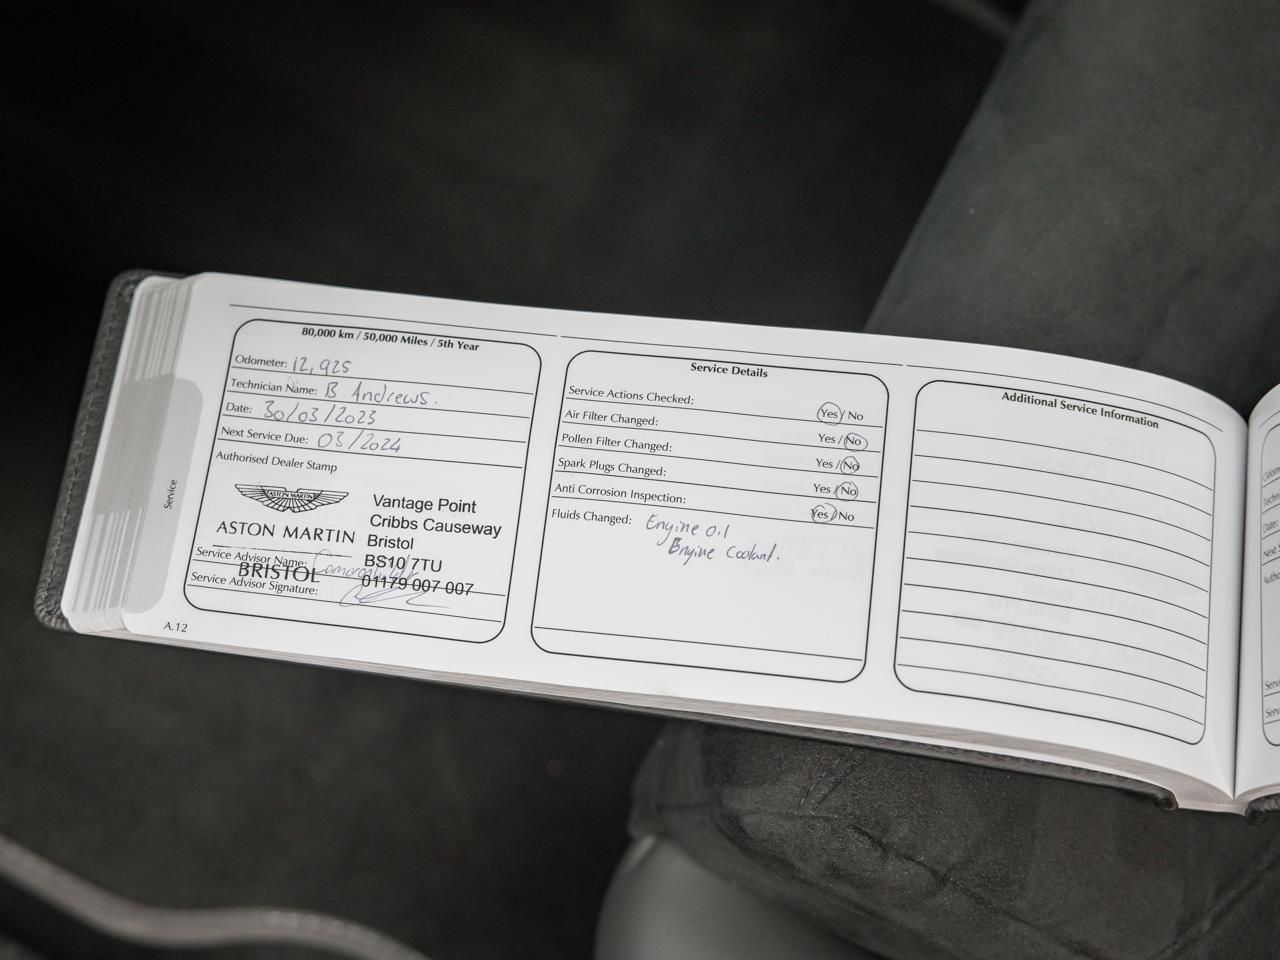 80,000 km / 50,000 Miles / 5th Year
Odometer: 12,925
Technician Name: B. Andrews.
Date: 30/03/2023
Next Service Due: 03/2024
Authorised Dealer Stamp
ASTON MARTIN
ASTON MARTIN
BRISTOL
Vantage Point
Cribbs Causeway
Bristol
BS10 7TU
01179 007 007
Service Advisor Name:
Service Advisor Signature:
A.12
Service
Service Details
Service Actions Checked: Yes / No
Air Filter Changed: Yes / No
Pollen Filter Changed: Yes / No
Spark Plugs Changed: Yes / No
Anti Corrosion Inspection: Yes / No
Fluids Changed: Engine Oil
Engine Coolant.
Additional Service Information